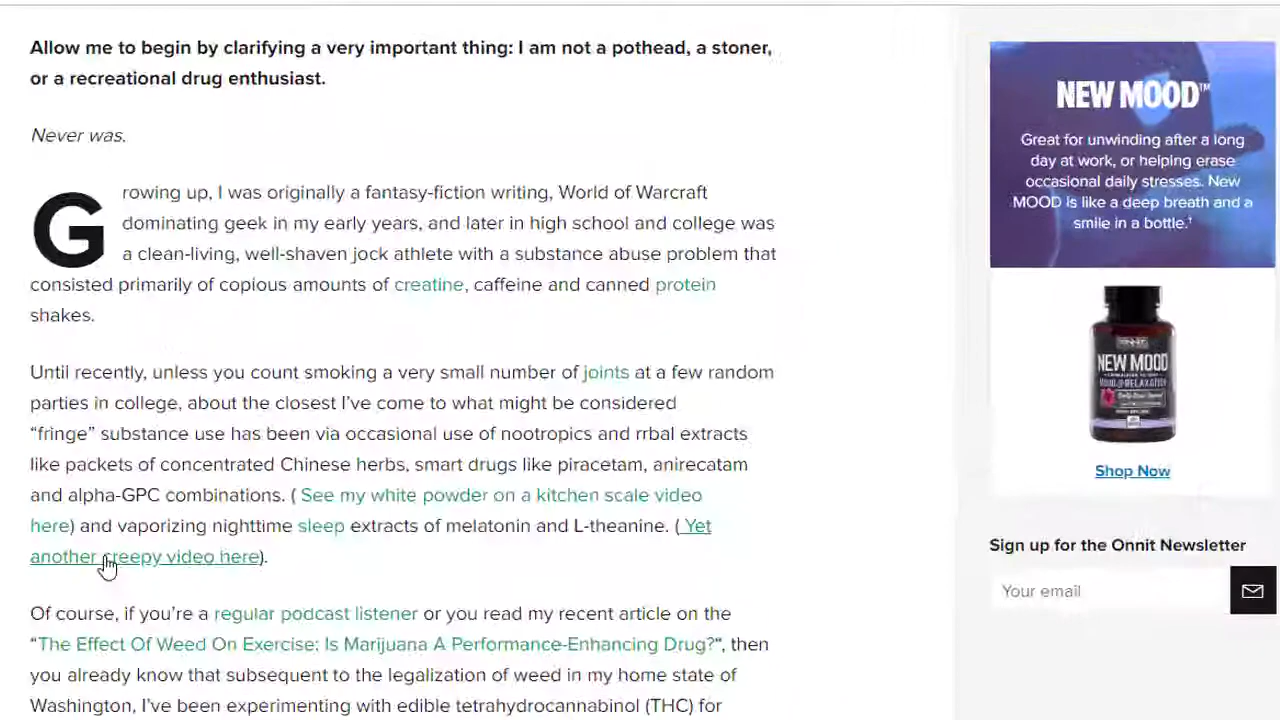 Allow me to begin by clarifying a very important thing: I am not a pothead, a stoner,
or a recreational drug enthusiast.
Never was.
Growing up, I was originally a fantasy-fiction writing, World of Warcraft
dominating geek in my early years, and later in high school and college was
a clean-living, well-shaven jock athlete with a substance abuse problem that
consisted primarily of copious amounts of creatine, caffeine and canned protein
shakes.
Until recently, unless you count smoking a very small number of joints at a few random
parties in college, about the closest I’ve come to what might be considered
“fringe” substance use has been via occasional use of nootropics and rrbal extracts
like packets of concentrated Chinese herbs, smart drugs like piracetam, anirecatam
and alpha-GPC combinations. ( See my white powder on a kitchen scale video
here) and vaporizing nighttime sleep extracts of melatonin and L-theanine. ( Yet
another creepy video here).
Of course, if you’re a regular podcast listener or you read my recent article on the
“The Effect Of Weed On Exercise: Is Marijuana A Performance-Enhancing Drug?“, then
you already know that subsequent to the legalization of weed in my home state of
Washington, I’ve been experimenting with edible tetrahydrocannabinol (THC) for
NEW MOOD™
Great for unwinding after a long
day at work, or helping erase
occasional daily stresses. New
MOOD is like a deep breath and a
smile in a bottle.†
ONNIT
NEW MOOD
Shop Now
Sign up for the Onnit Newsletter
Your email